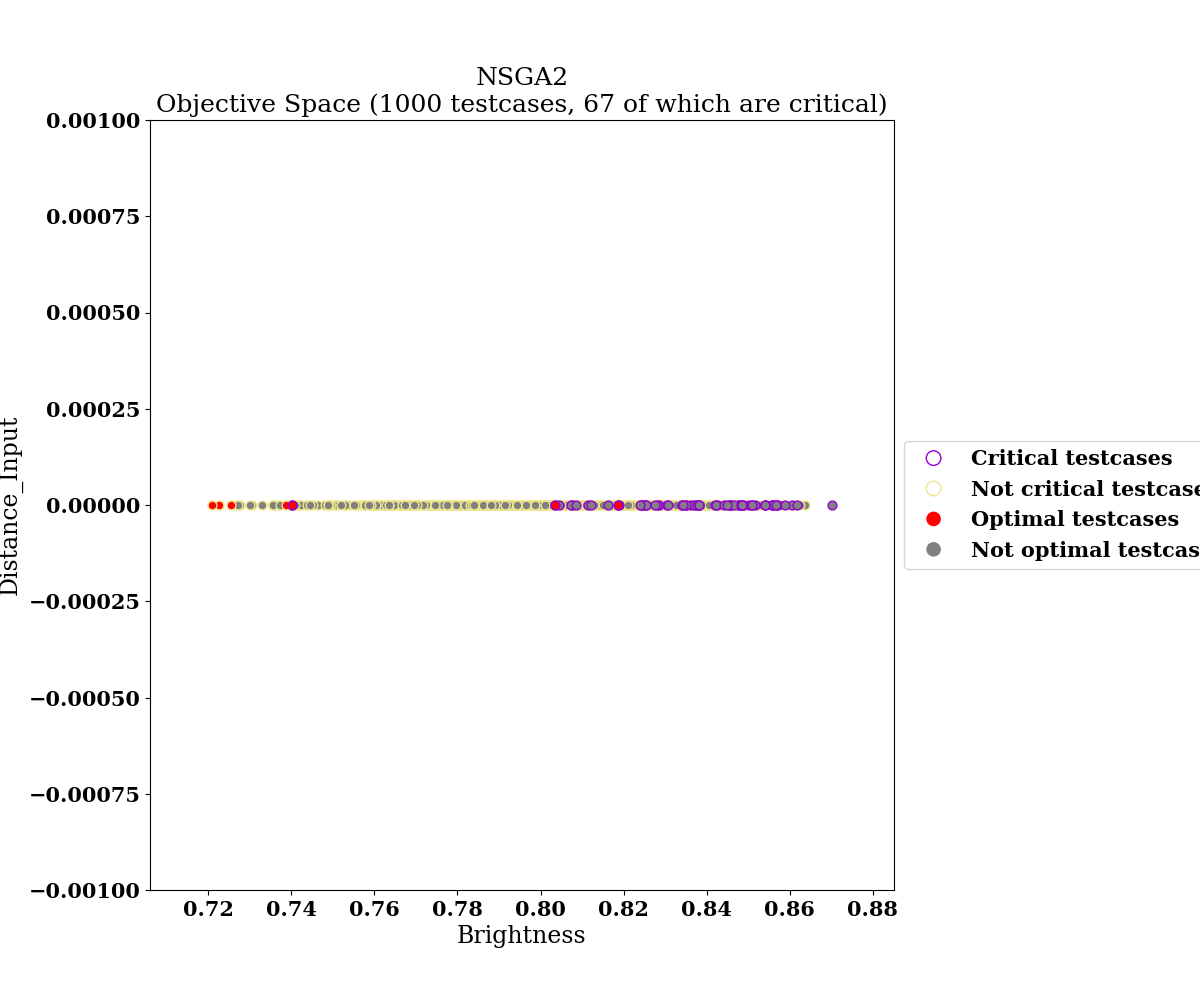 NSGA2
Objective Space (1000 testcases, 67 of which are critical)
0.00100
0.00075
0.00050
0.00025
0.00000
−0.00025
−0.00050
−0.00075
−0.00100
Distance_Input
0.72 0.74 0.76 0.78 0.80 0.82 0.84 0.86 0.88
Brightness
Critical testcases
Not critical testcase
Optimal testcases
Not optimal testcas